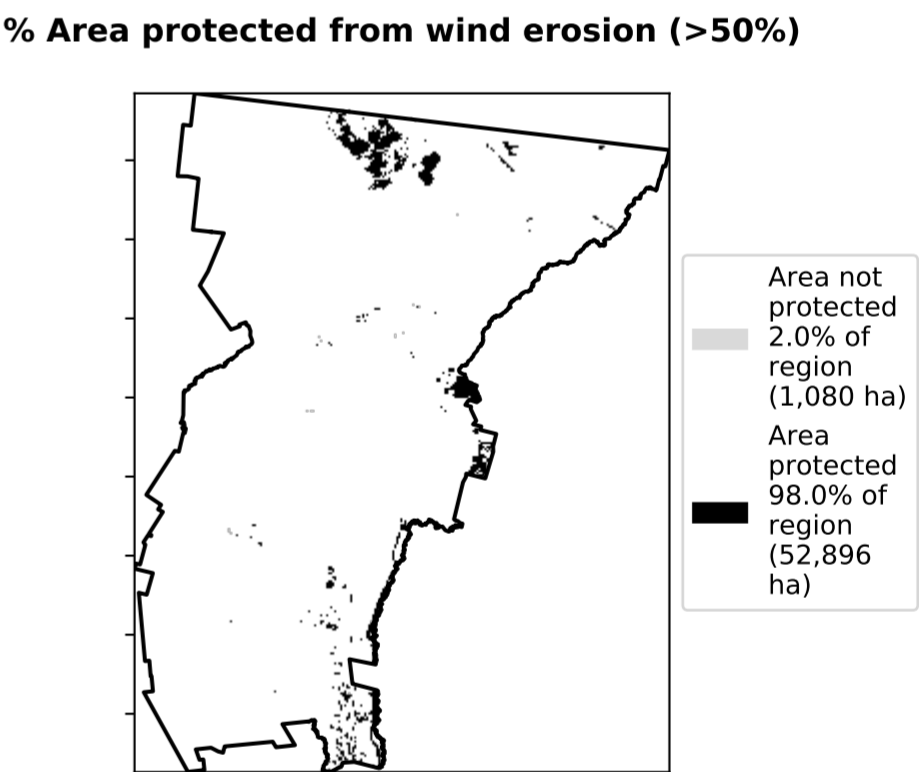 % Area protected from wind erosion (>50%)
Area not
protected
2.0% of
region
(1,080 ha)
Area
protected
98.0% of
region
(52,896
ha)